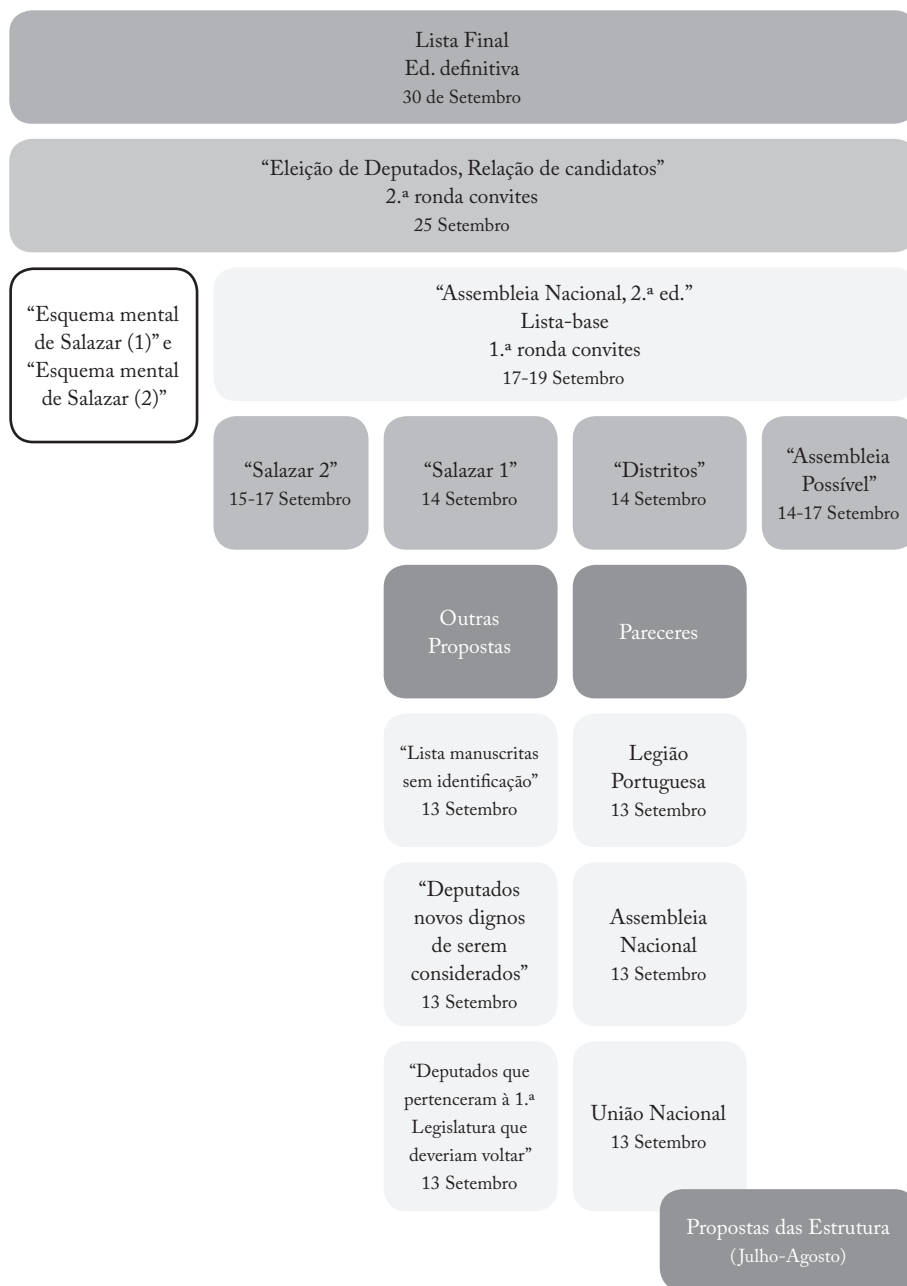 Lista Final
Ed. definitiva
30 de Setembro
“Eleição de Deputados, Relação de candidatos”
2.ª ronda convites
25 Setembro
“Esquema mental
de Salazar (1)” e
“Esquema mental
de Salazar (2)”
“Assembleia Nacional, 2.ª ed.”
Lista-base
1.ª ronda convites
17-19 Setembro
“Salazar 2”
15-17 Setembro
“Salazar 1”
14 Setembro
“Distritos”
14 Setembro
“Assembleia
Possível”
14-17 Setembro
Outras
Propostas
Pareceres
“Lista manuscritas
sem identificação”
13 Setembro
Legião
Portuguesa
13 Setembro
“Deputados
novos dignos
de serem
considerados”
13 Setembro
Assembleia
Nacional
13 Setembro
“Deputados que
pertenceram à 1.ª
Legislatura que
deveriam voltar”
13 Setembro
União Nacional
13 Setembro
Propostas das Estrutura
(Julho-Agosto)